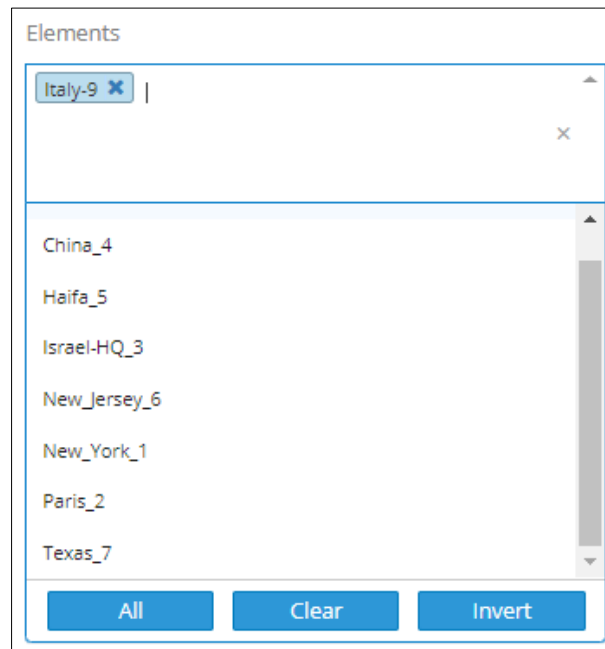 Elements
Italy-9
China_4
Haifa_5
Israel-HQ_3
New_Jersey_6
New_York_1
Paris_2
Texas_7
All Clear Invert